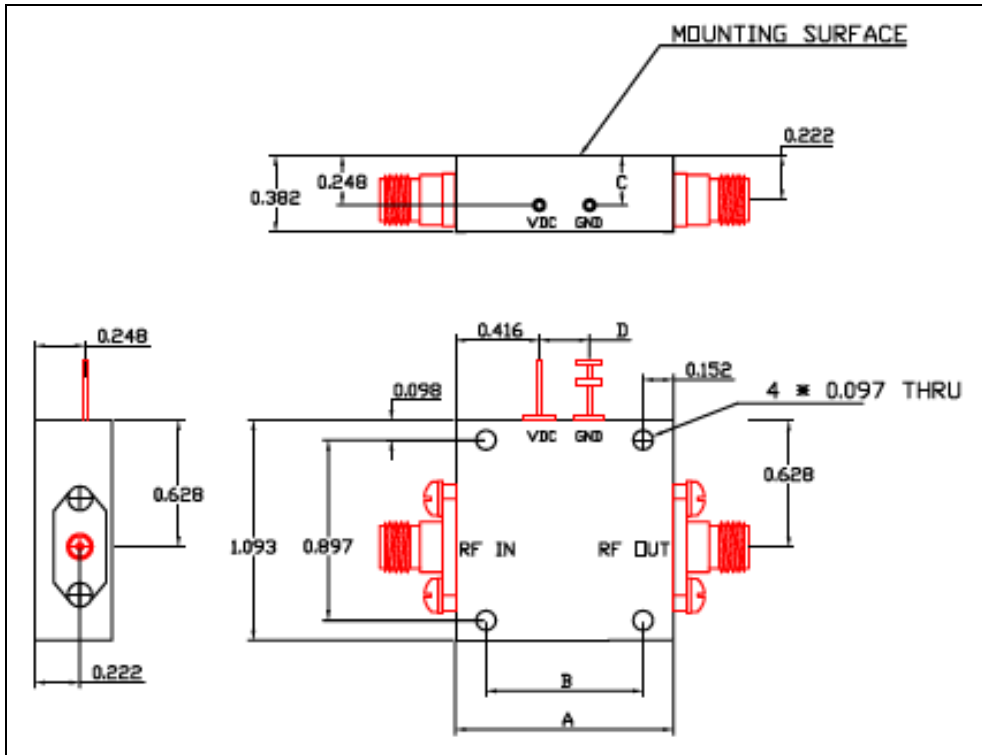 MOUNTING SURFACE
0.222
0.248
C
0.382
VDC GND
0.248
0.416
D
0.152
0.098
4 * 0.097 THRU
VDC GND
0.628
0.628
1.093
0.897
RF IN
RF OUT
0.222
B
A